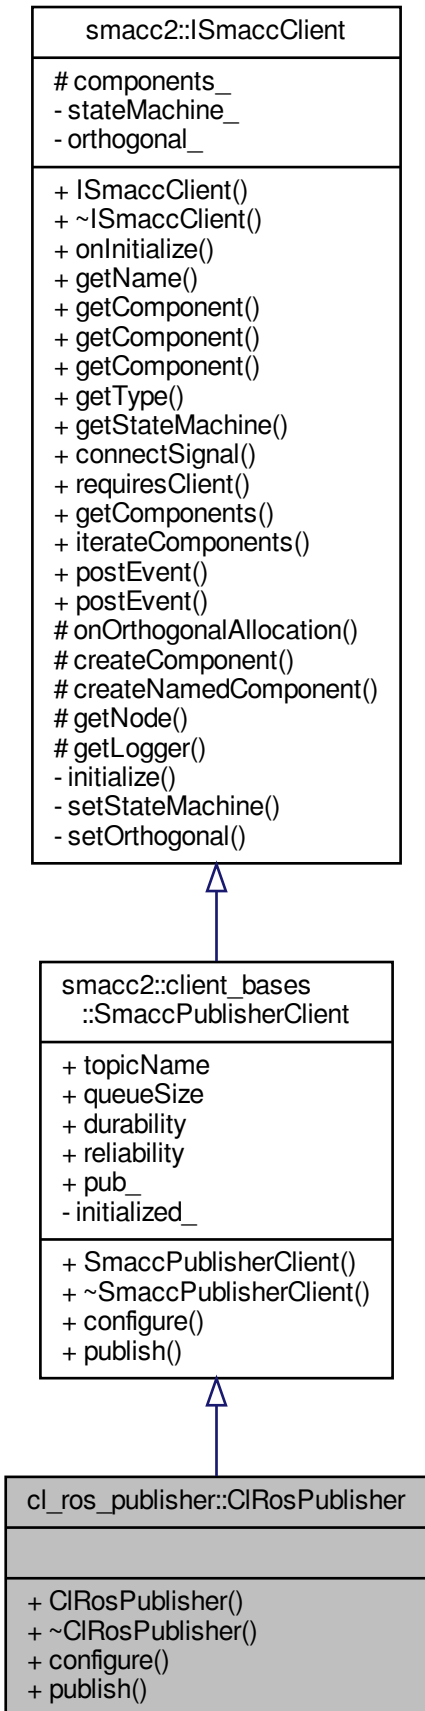 smacc2::ISmaccClient
# components_
- stateMachine_
- orthogonal_
+ ISmaccClient()
+ ~ISmaccClient()
+ onInitialize()
+ getName()
+ getComponent()
+ getComponent()
+ getComponent()
+ getType()
+ getStateMachine()
+ connectSignal()
+ requiresClient()
+ getComponents()
+ iterateComponents()
+ postEvent()
+ postEvent()
# onOrthogonalAllocation()
# createComponent()
# createNamedComponent()
# getNode()
# getLogger()
- initialize()
- setStateMachine()
- setOrthogonal()
smacc2::client_bases
::SmaccPublisherClient
+ topicName
+ queueSize
+ durability
+ reliability
+ pub_
- initialized_
+ SmaccPublisherClient()
+ ~SmaccPublisherClient()
+ configure()
+ publish()
cl_ros_publisher::ClRosPublisher
+ ClRosPublisher()
+ ~ClRosPublisher()
+ configure()
+ publish()